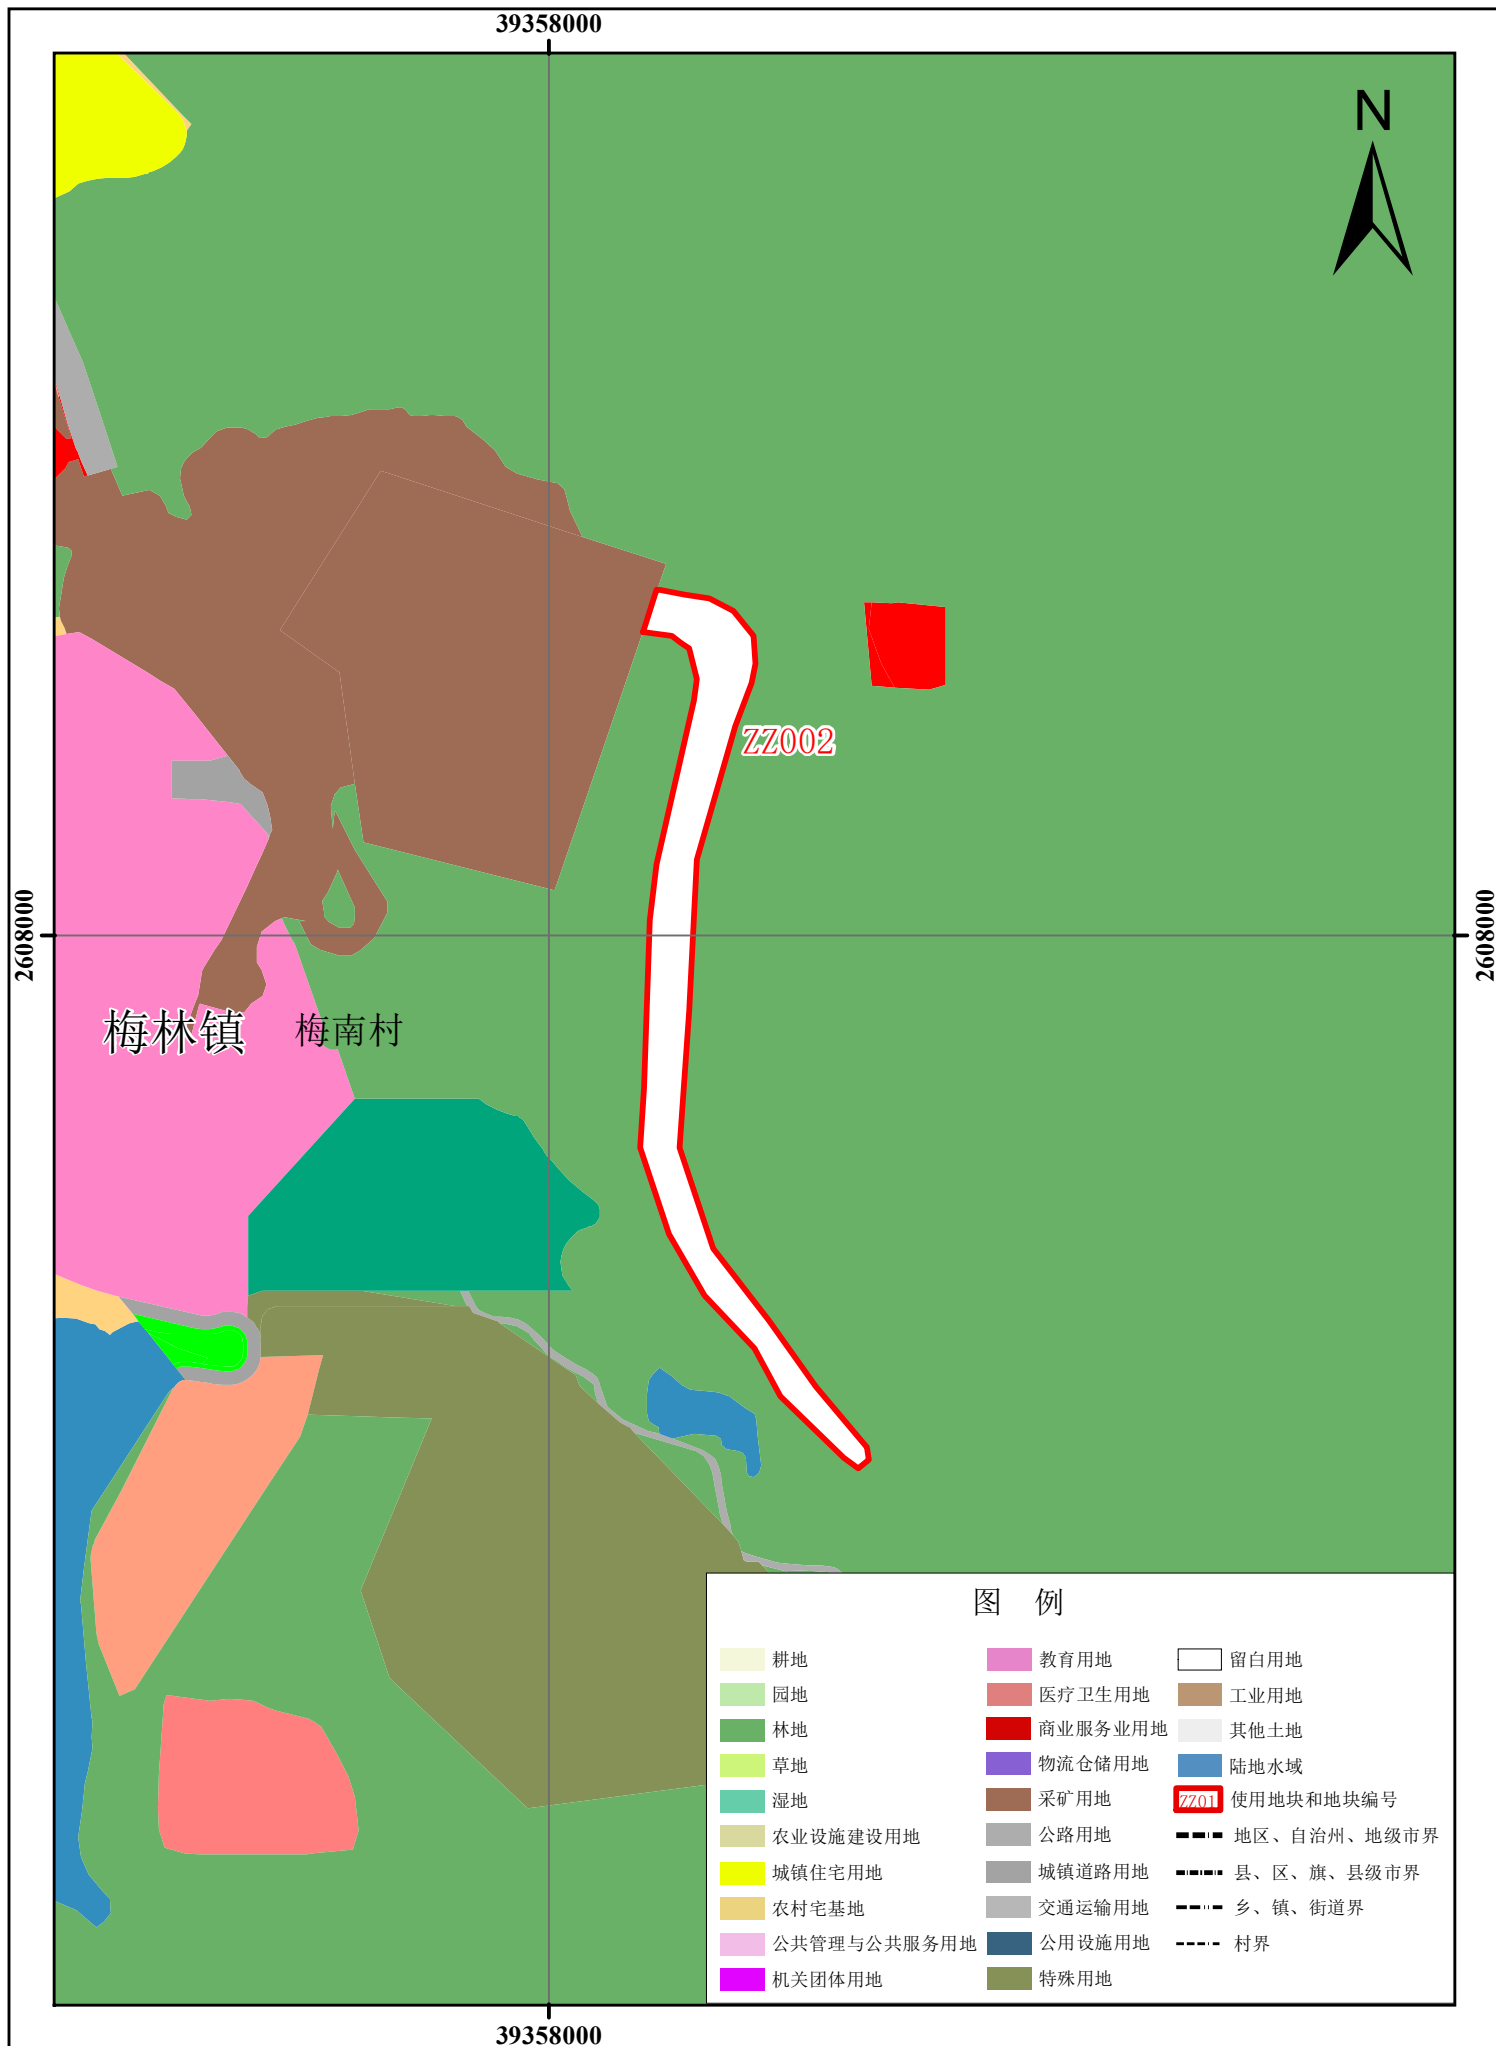 39358000
N
ZZ002
2608000
2608000
梅林镇
梅南村
图 例
耕地
园地
林地
草地
湿地
农业设施建设用地
城镇住宅用地
农村宅基地
公共管理与公共服务用地
机关团体用地
教育用地
医疗卫生用地
商业服务业用地
物流仓储用地
采矿用地
公路用地
城镇道路用地
交通运输用地
公用设施用地
特殊用地
留白用地
工业用地
其他土地
陆地水域
ZZ01 使用地块和地块编号
地区、自治州、地级市界
县、区、旗、县级市界
乡、镇、街道界
村界
39358000